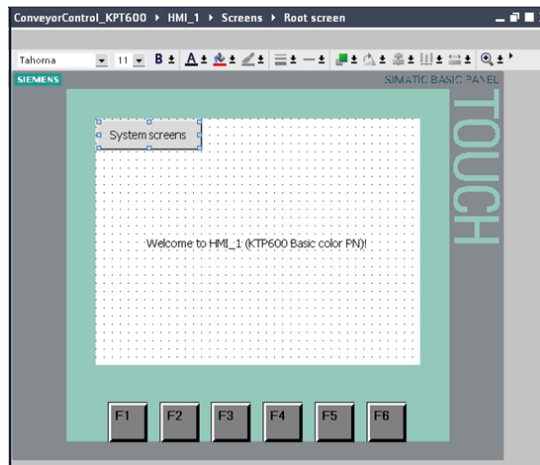 ConveyorControl_KPT600 ▸ HMI_1 ▸ Screens ▸ Root screen
Tahoma 11 B A
SIEMENS SIMATIC BASIC PANEL
TOUCH
System screens
Welcome to HMI_1 (KTP600 Basic color PN)!
F1 F2 F3 F4 F5 F6